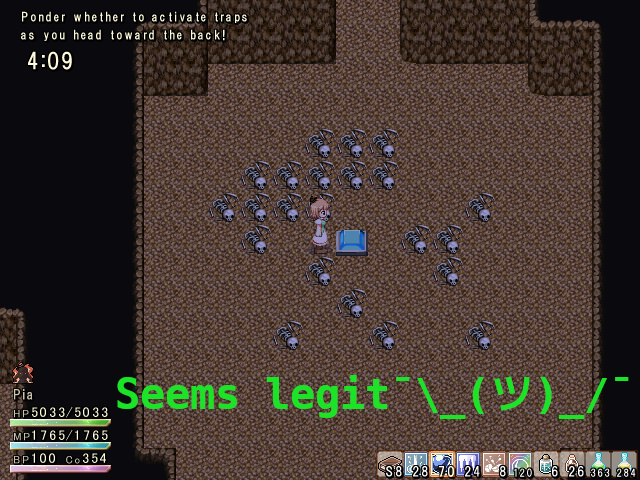 Ponder whether to activate traps
as you head toward the back!
4:09
Seems legit¯\_(ツ)_/¯
Pia
HP5033/5033
MP1765/1765
BP100 Co354
S8 28 70 24 8 120 6 26 363 284